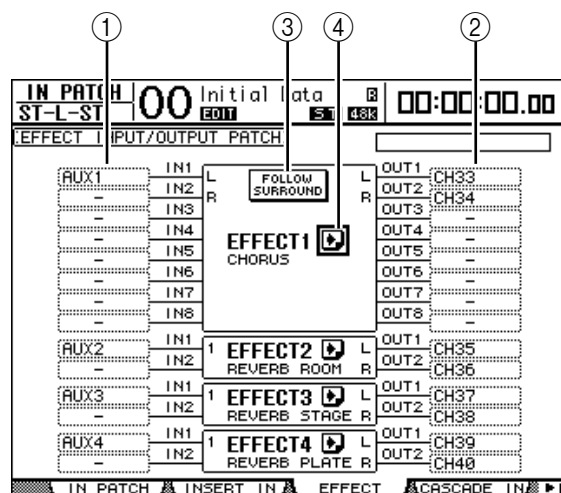 ① ③ ④ ②
IN PATCH 00 Initial Data R 00:00:00.00
ST-L-ST EDIT ST 48k
EFFECT INPUT/OUTPUT PATCH
AUX1 IN1 L FOLLOW SURROUND L OUT1 CH33
- IN2 R R OUT2 CH34
- IN3 OUT3 -
- IN4 EFFECT1 OUT4 -
- IN5 CHORUS OUT5 -
- IN6 OUT6 -
- IN7 OUT7 -
- IN8 OUT8 -
AUX2 IN1 1 EFFECT2 L OUT1 CH35
- IN2 REVERB ROOM R OUT2 CH36
AUX3 IN1 1 EFFECT3 L OUT1 CH37
- IN2 REVERB STAGE R OUT2 CH38
AUX4 IN1 1 EFFECT4 L OUT1 CH39
- IN2 REVERB PLATE R OUT2 CH40
IN PATCH INSERT IN EFFECT CASCADE IN